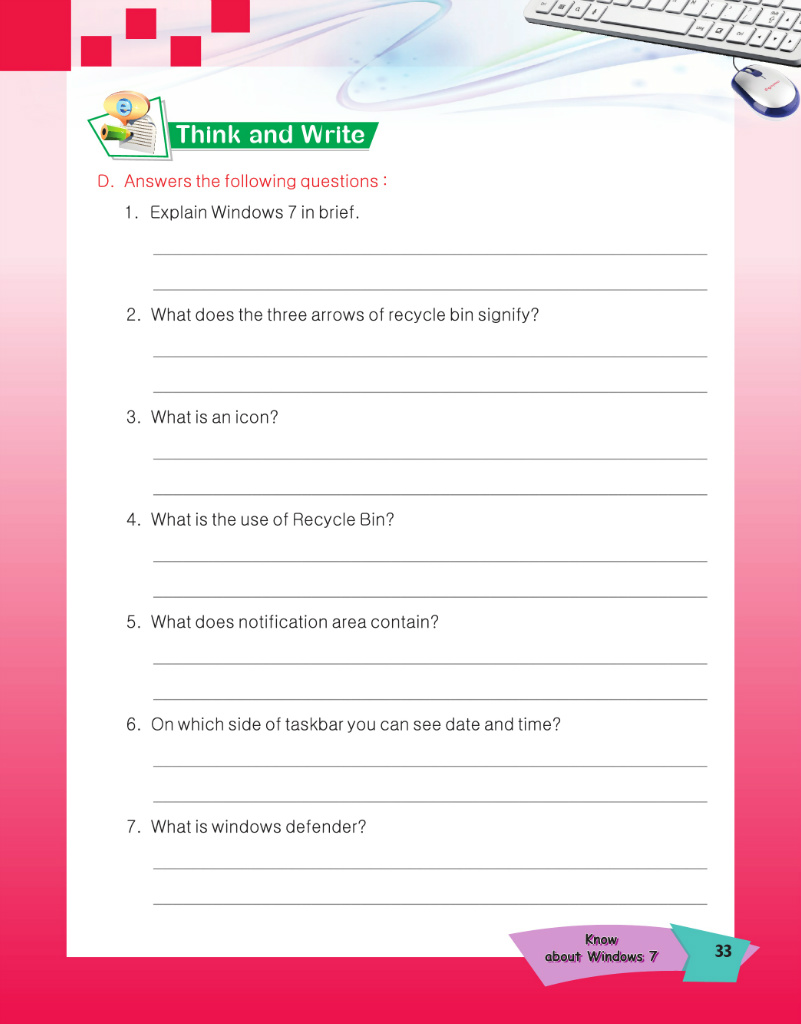 Think and Write
D. Answers the following questions :
1. Explain Windows 7 in brief.
2. What does the three arrows of recycle bin signify?
3. What is an icon?
4. What is the use of Recycle Bin?
5. What does notification area contain?
6. On which side of taskbar you can see date and time?
7. What is windows defender?
Know
about Windows 7
33